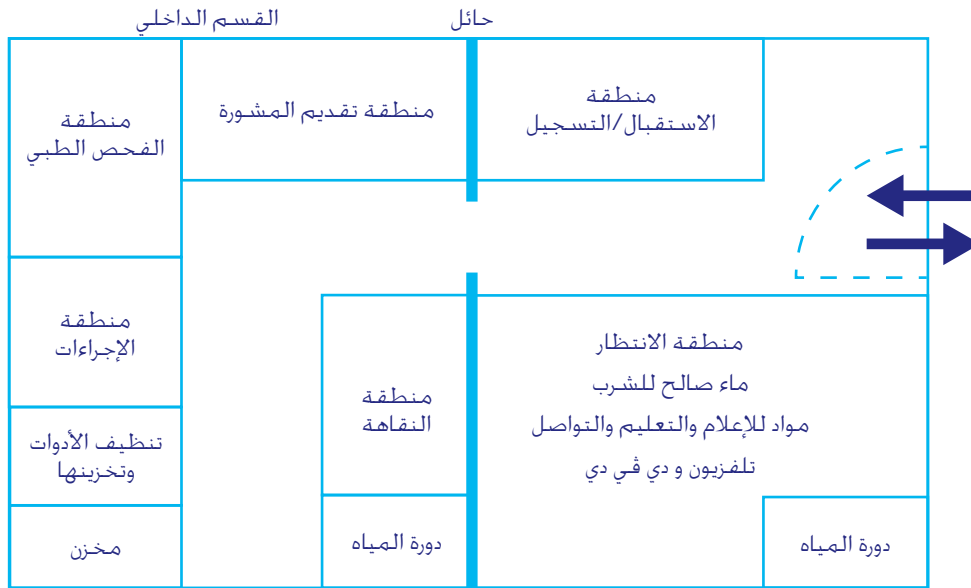 حائل
القسم الداخلي
منطقة
الاستقبال/التسجيل
منطقة تقديم المشورة
منطقة
الفحص الطبي
منطقة
الإجراءات
تنظيف الأدوات
وتخزينها
مخزن
منطقة
النقاهة
دورة المياه
منطقة الانتظار
ماء صالح للشرب
مواد للإعلام والتعليم والتواصل
تلفزيون و دي ڤي دي
دورة المياه